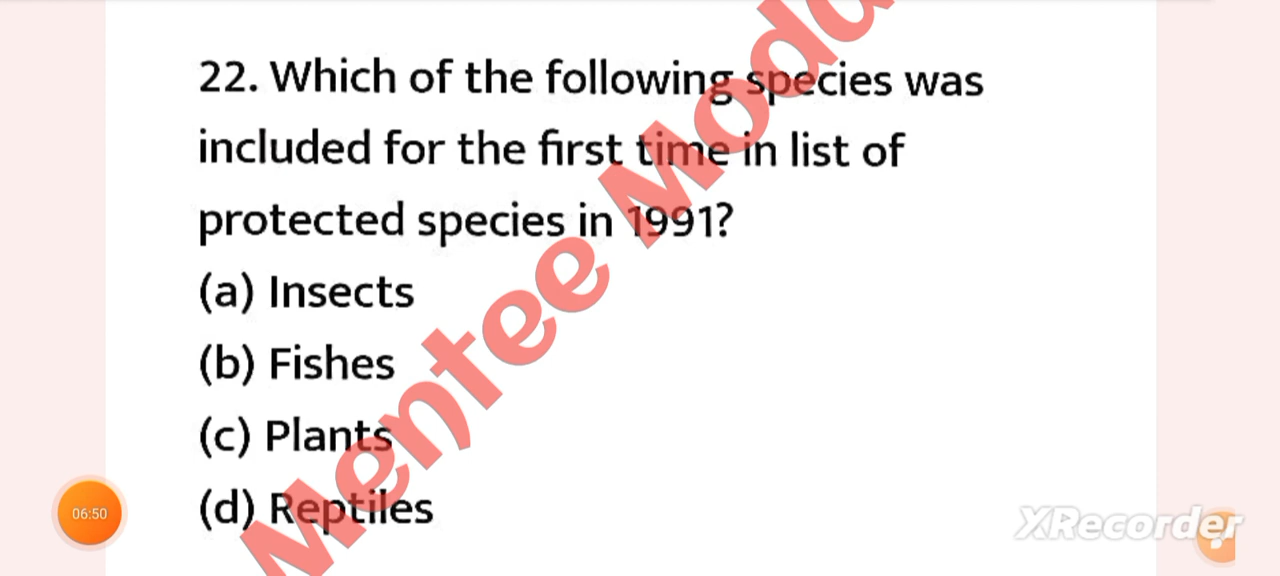 22. Which of the following species was
included for the first time in list of
protected species in 1991?
(a) Insects
(b) Fishes
(c) Plants
(d) Reptiles
Mentee
06:50
XRecorder